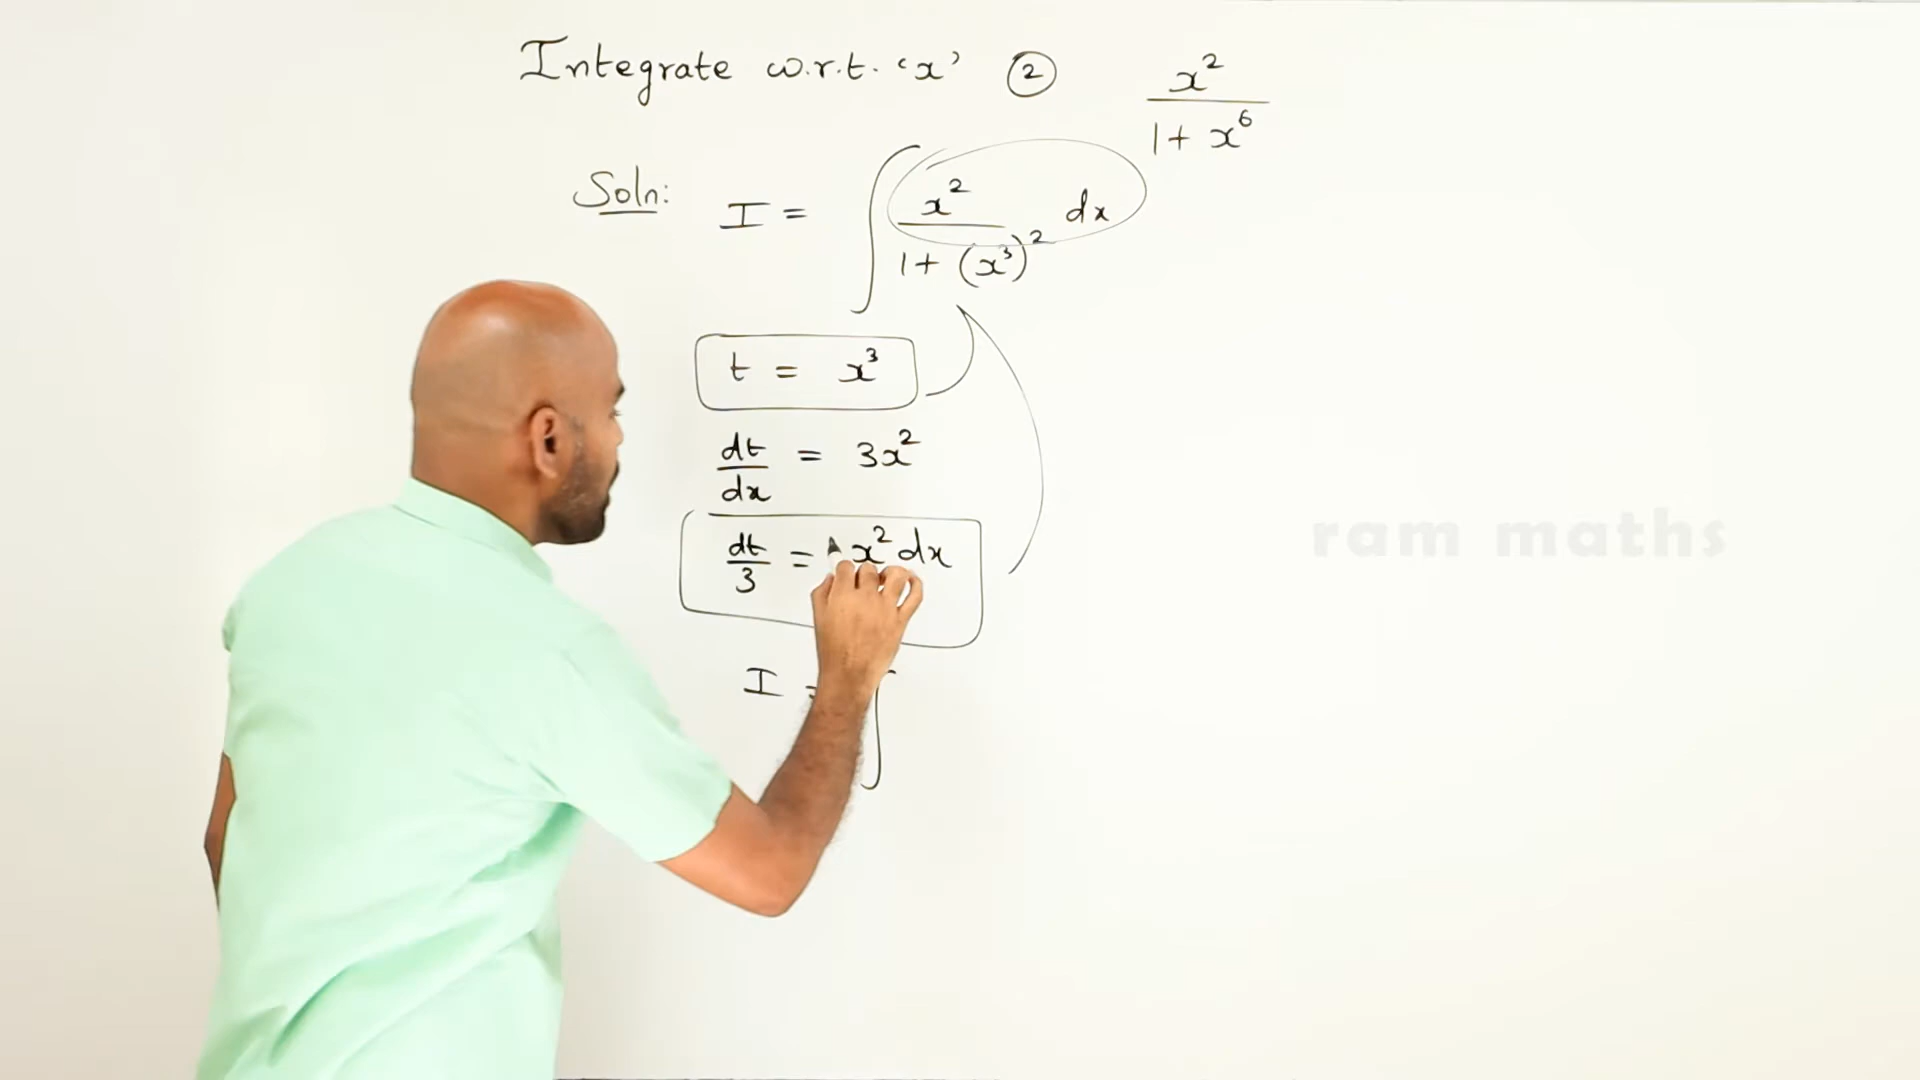 Integrate w.r.t. 'x' ② x²/(1 + x⁶)
Soln: I = ∫ x²/(1 + (x³)²) dx
t = x³
dt/dx = 3x²
dt/3 = x² dx
I = ∫
ram maths